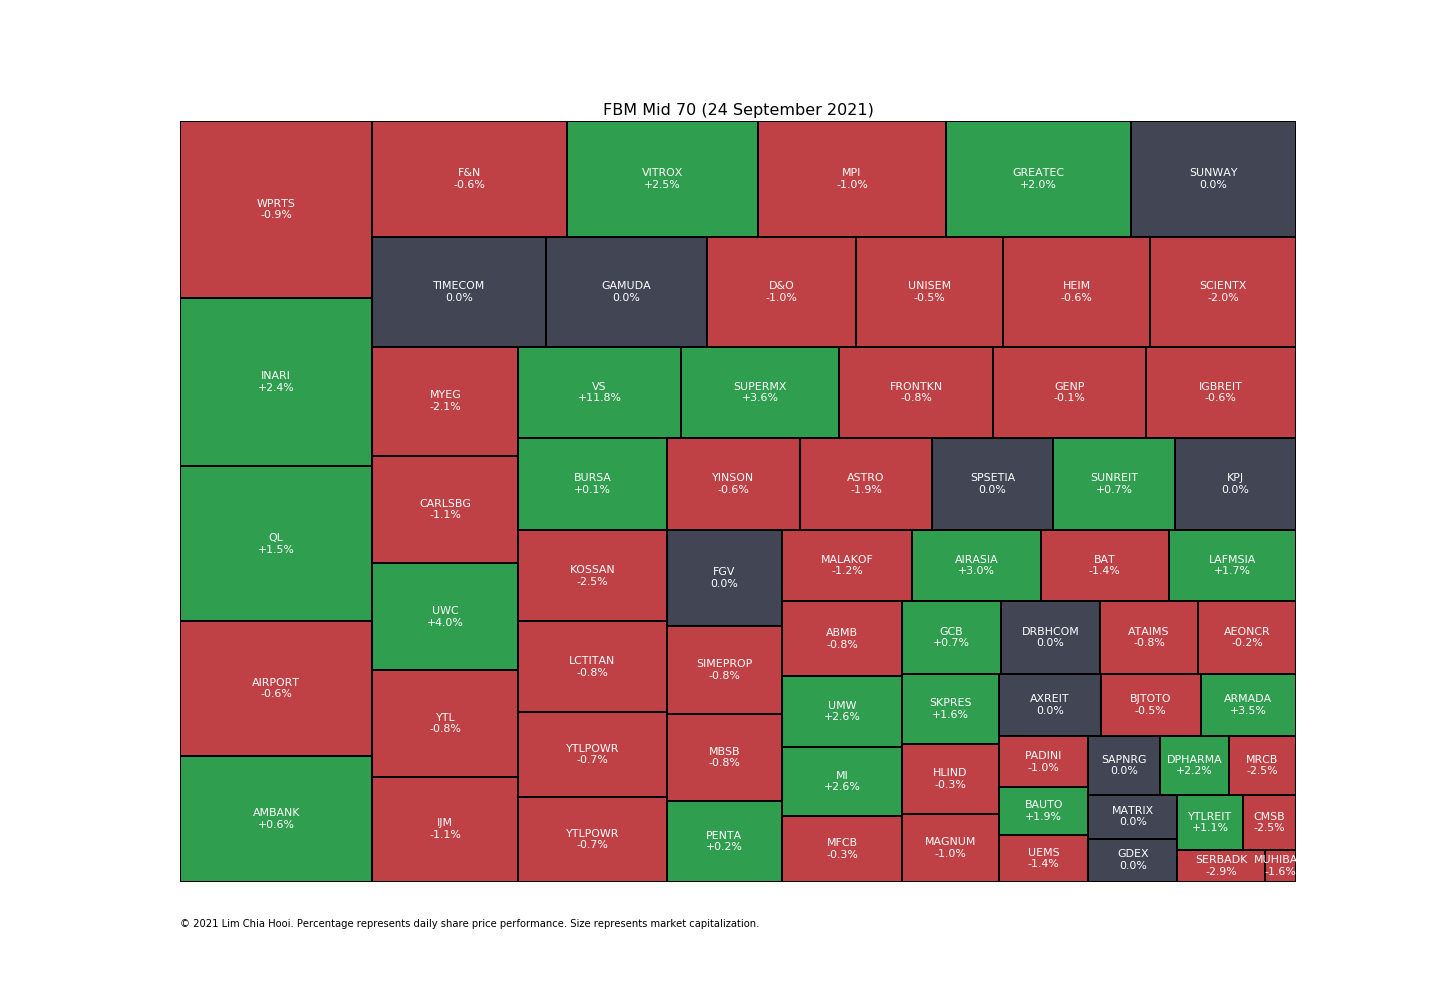 FBM Mid 70 (24 September 2021)
WPRTS
-0.9%
INARI
+2.4%
QL
+1.5%
AIRPORT
-0.6%
AMBANK
+0.6%
F&N
-0.6%
VITROX
+2.5%
MPI
-1.0%
GREATEC
+2.0%
SUNWAY
0.0%
TIMECOM
0.0%
GAMUDA
0.0%
D&O
-1.0%
UNISEM
-0.5%
HEIM
-0.6%
SCIENTX
-2.0%
MYEG
-2.1%
CARLSBG
-1.1%
UWC
+4.0%
YTL
-0.8%
IJM
-1.1%
VS
+11.8%
SUPERMX
+3.6%
FRONTKN
-0.8%
GENP
-0.1%
IGBREIT
-0.6%
BURSA
+0.1%
YINSON
-0.6%
ASTRO
-1.9%
SPSETIA
0.0%
SUNREIT
+0.7%
KPJ
0.0%
KOSSAN
-2.5%
LCTITAN
-0.8%
YTLPOWR
-0.7%
YTLPOWR
-0.7%
FGV
0.0%
SIMEPROP
-0.8%
MBSB
-0.8%
PENTA
+0.2%
MALAKOF
-1.2%
AIRASIA
+3.0%
BAT
-1.4%
LAFMSIA
+1.7%
ABMB
-0.8%
UMW
+2.6%
MI
+2.6%
MFCB
-0.3%
GCB
+0.7%
DRBHCOM
0.0%
ATAIMS
-0.8%
AEONCR
-0.2%
SKPRES
+1.6%
HLIND
-0.3%
MAGNUM
-1.0%
AXREIT
0.0%
BJTOTO
-0.5%
ARMADA
+3.5%
PADINI
-1.0%
BAUTO
+1.9%
UEMS
-1.4%
SAPNRG
0.0%
DPHARMA
+2.2%
MRCB
-2.5%
MATRIX
0.0%
GDEX
0.0%
YTLREIT
+1.1%
CMSB
-2.5%
SERBADK
-2.9%
MUHIBA
-1.6%
© 2021 Lim Chia Hooi. Percentage represents daily share price performance. Size represents market capitalization.